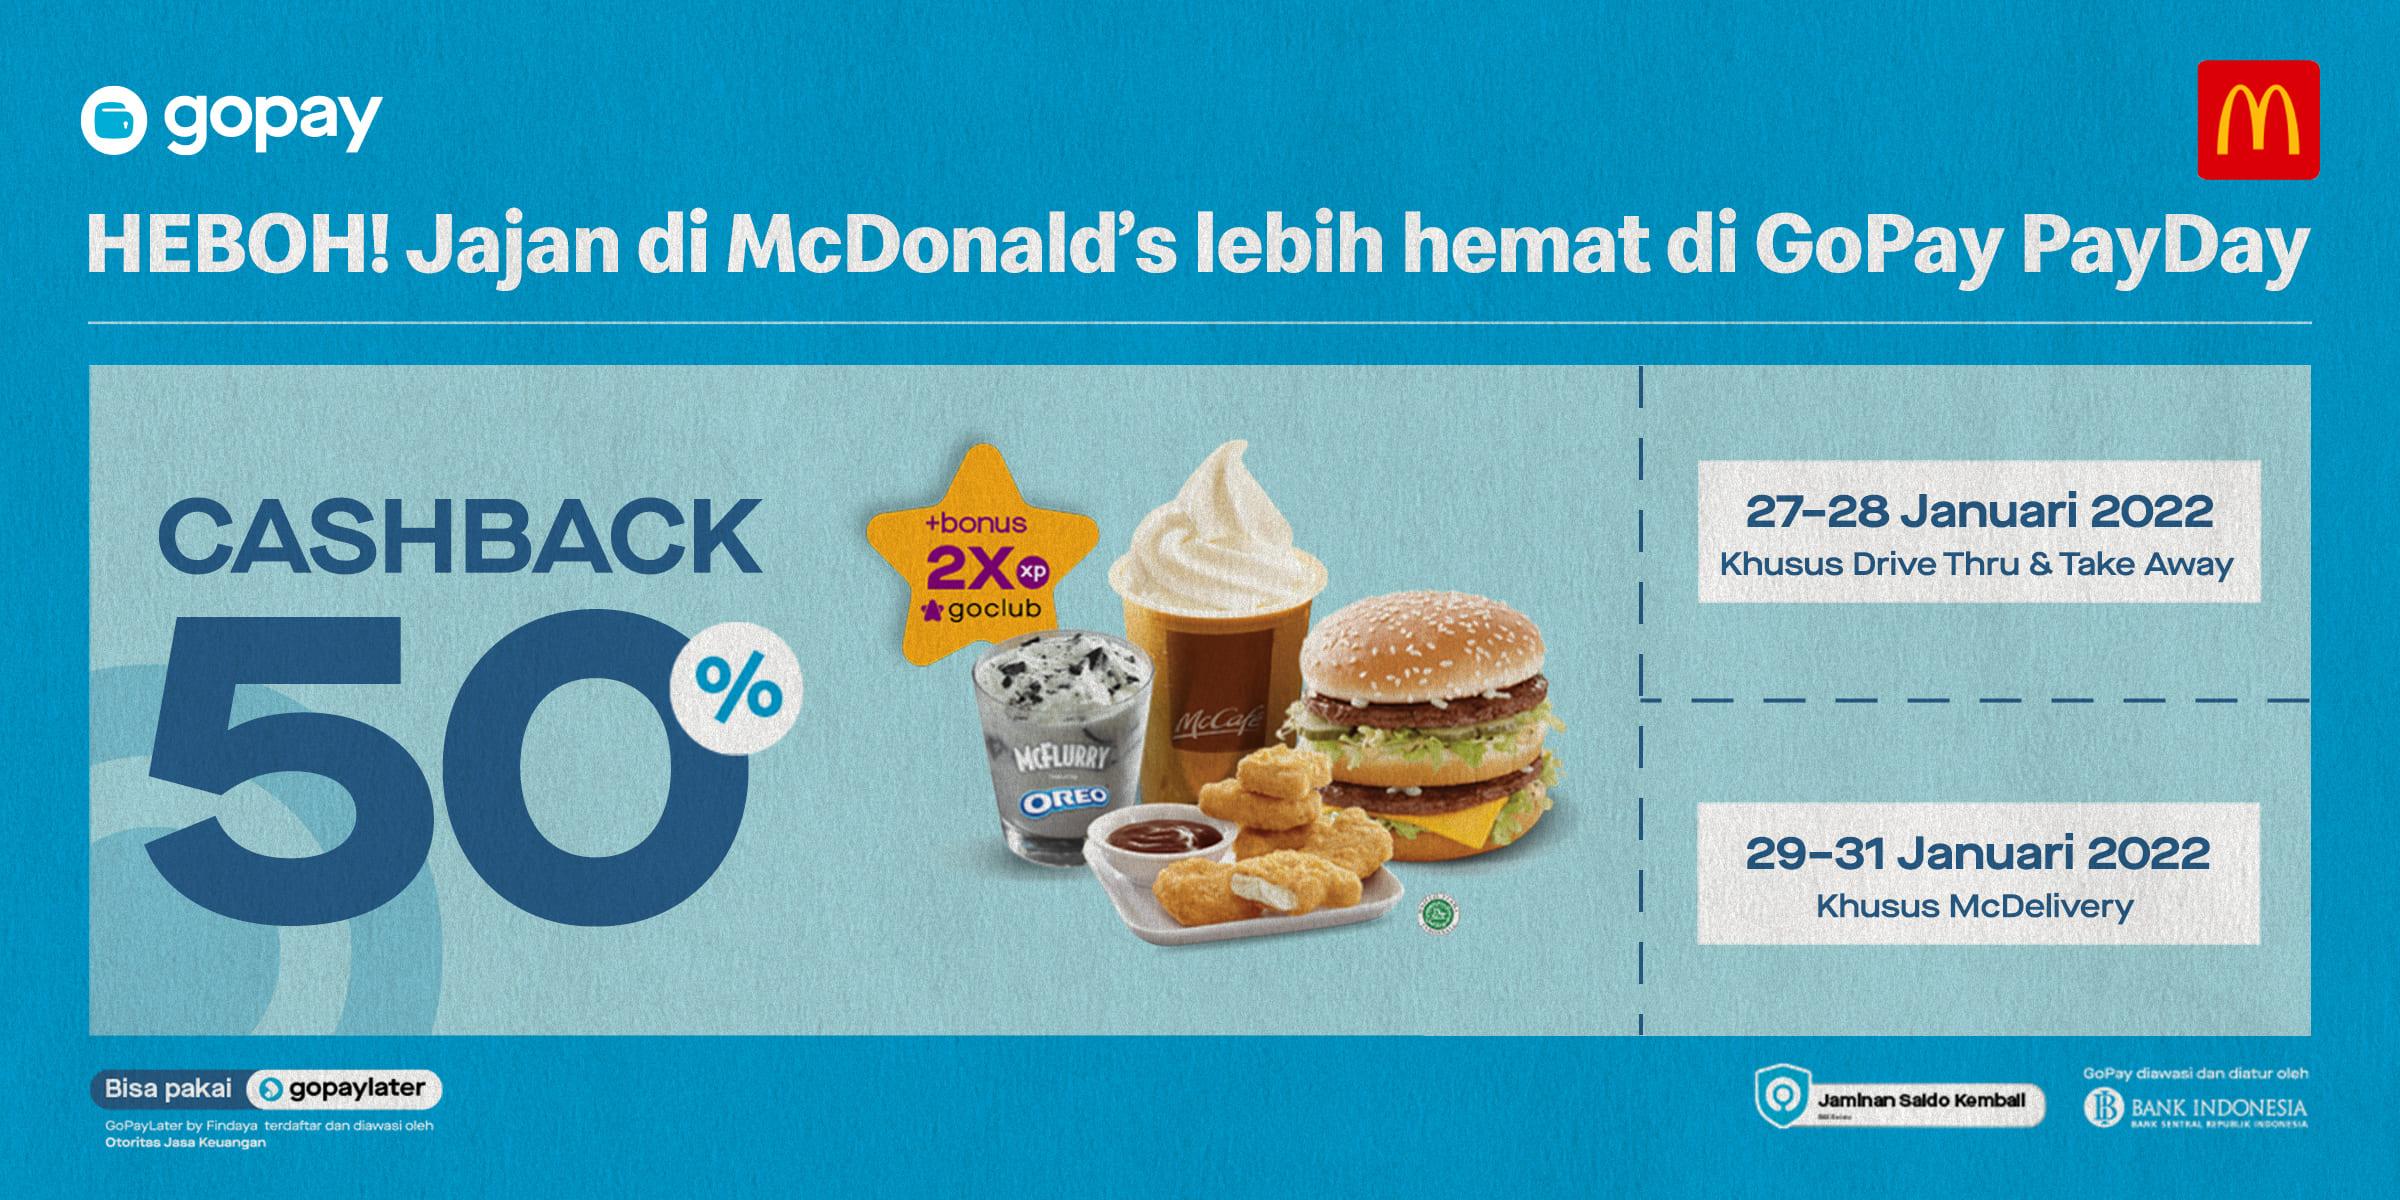 gopay
HEBOH! Jajan di McDonald's lebih hemat di GoPay PayDay
CASHBACK
50%
+bonus
2X xp
goclub
McCafé
McFLURRY
OREO
27-28 Januari 2022
Khusus Drive Thru & Take Away
29-31 Januari 2022
Khusus McDelivery
Bisa pakai gopaylater
GoPayLater by Findaya terdaftar dan diawasi oleh
Otoritas Jasa Keuangan
Jaminan Saldo Kembali
GoPay diawasi dan diatur oleh
BANK INDONESIA
BANK SENTRAL REPUBLIK INDONESIA